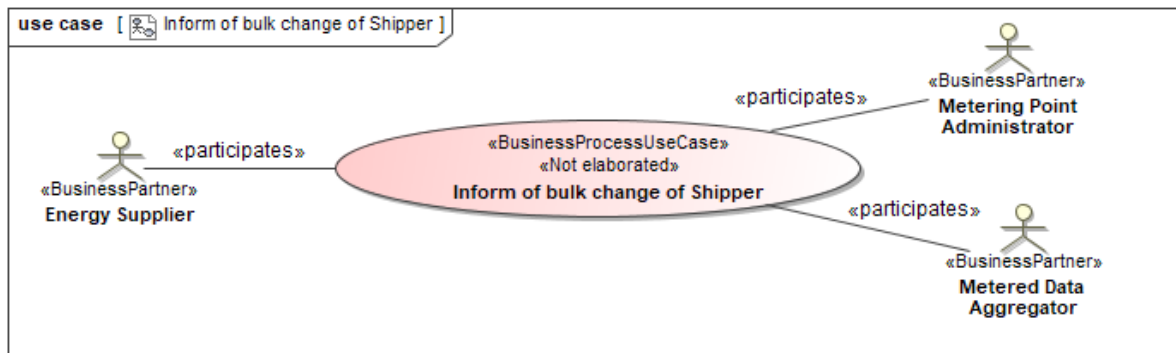 use case [ Inform of bulk change of Shipper ]
«participates»
«BusinessPartner»
Energy Supplier
«BusinessProcessUseCase»
«Not elaborated»
Inform of bulk change of Shipper
«participates»
«BusinessPartner»
Metering Point
Administrator
«participates»
«BusinessPartner»
Metered Data
Aggregator